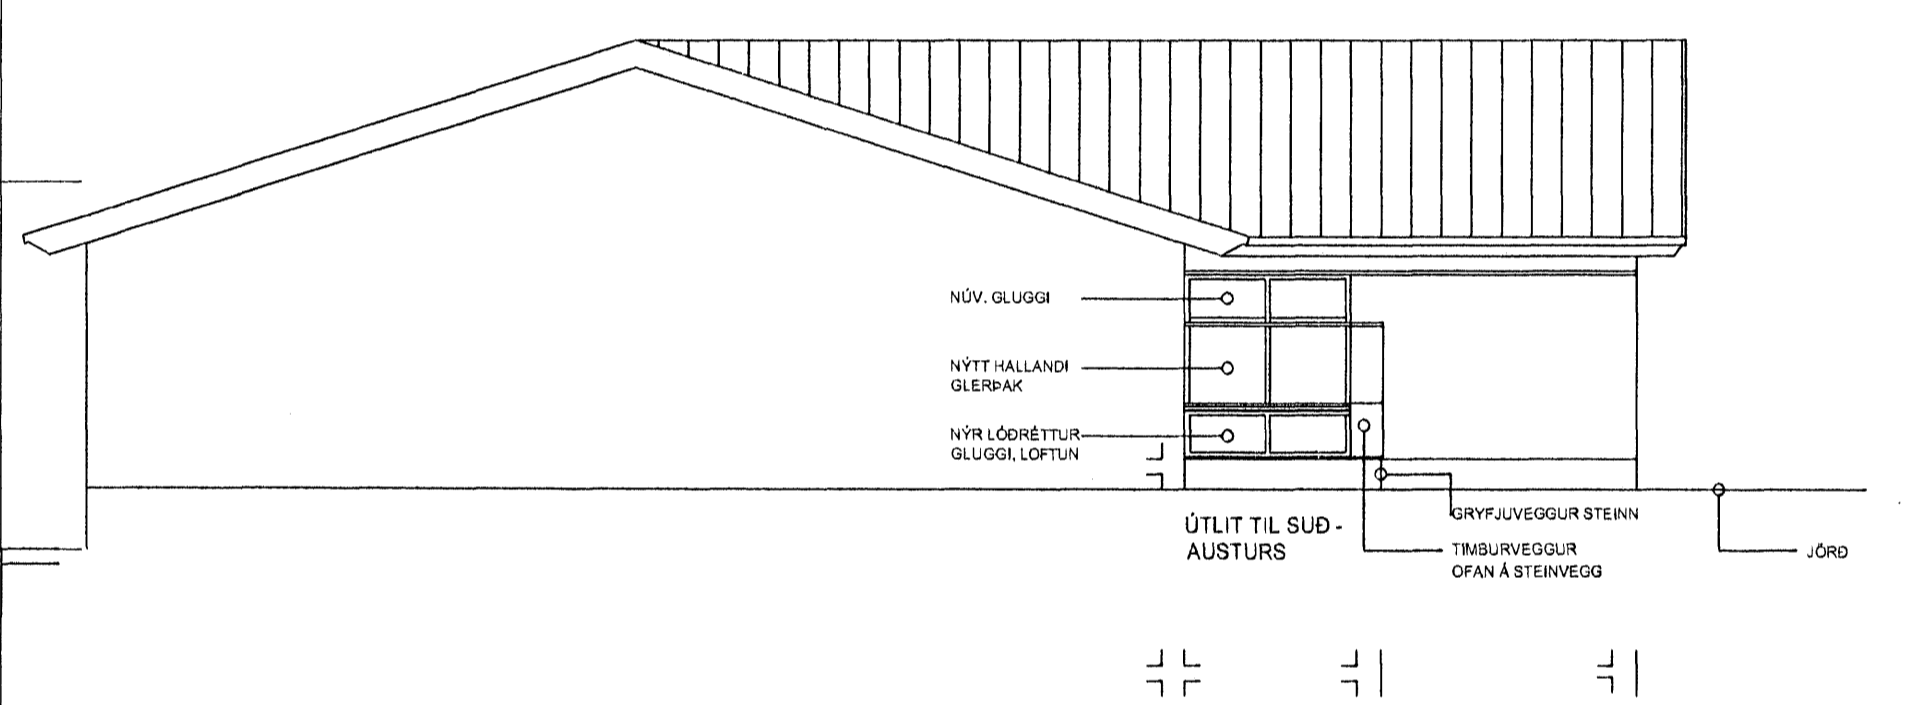 NÚV. GLUGGI
NÝTT HALLANDI
GLERÞAK
NÝR LÓÐRÉTTUR
GLUGGI, LOFTUN
ÚTLIT TIL SUÐ -
AUSTURS
GRYFJUVEGGUR STEINN
TIMBURVEGGUR
OFAN Á STEINVEGG
JÖRÐ